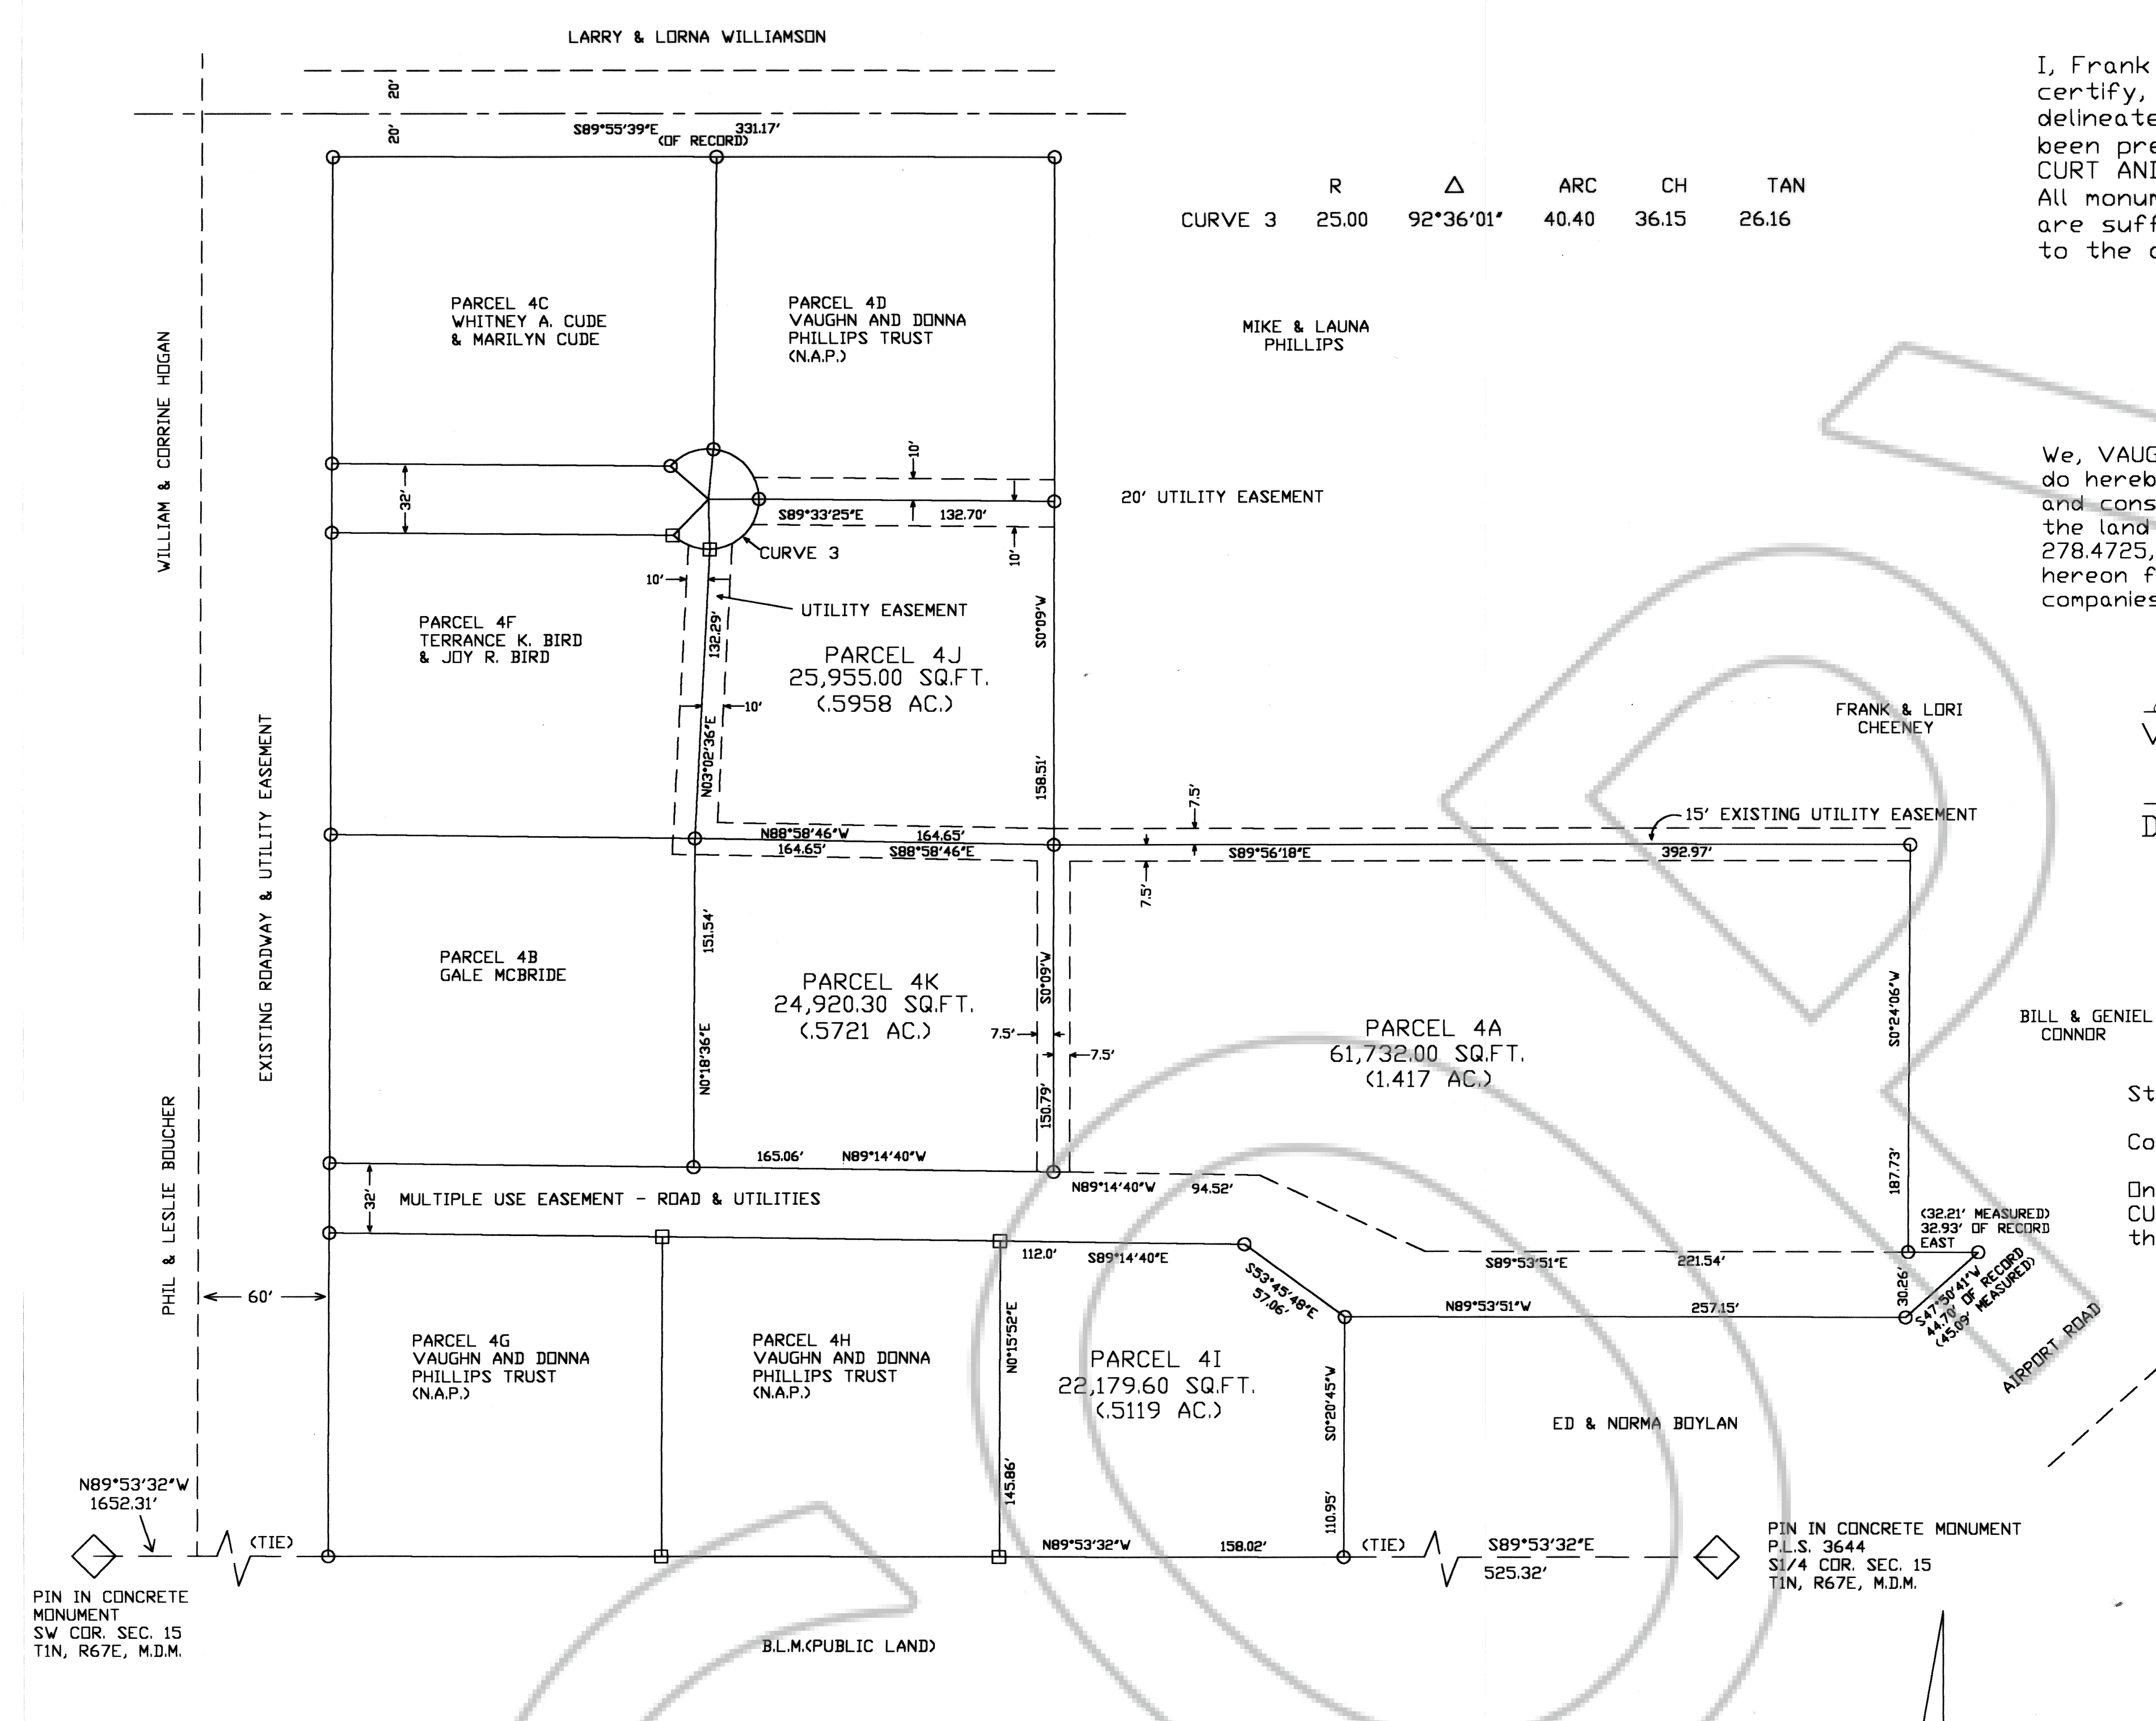 LARRY & LORNA WILLIAMSON
20'
20'
S89°55'39"E 331.17'
(OF RECORD)
R △ ARC CH TAN
CURVE 3 25.00 92°36'01" 40.40 36.15 26.16
I, Frank
certify,
delineate
been pre
CURT AN
All monu
are suff
to the
WILLIAM & CORRINE HOGAN
PARCEL 4C
WHITNEY A. CUDE
& MARILYN CUDE
PARCEL 4D
VAUGHN AND DONNA
PHILLIPS TRUST
(N.A.P.)
MIKE & LAUNA
PHILLIPS
32'
10'
S89°33'25"E 132.70'
20' UTILITY EASEMENT
10'
CURVE 3
We, VAUG
do hereb
and cons
the land
278.4725,
hereon f
companies
10'
UTILITY EASEMENT
132.29'
N03°02'36"E
10'
S0°09'W
158.51'
PARCEL 4F
TERRANCE K. BIRD
& JOY R. BIRD
PARCEL 4J
25,955.00 SQ.FT.
(.5958 AC.)
FRANK & LORI
CHEENEY
V
D
EXISTING ROADWAY & UTILITY EASEMENT
7.5'
15' EXISTING UTILITY EASEMENT
N88°58'46"W 164.65'
164.65' S88°58'46"E
S89°56'18"E 392.97'
7.5'
151.54'
N0°18'36"E
PARCEL 4B
GALE MCBRIDE
PARCEL 4K
24,920.30 SQ.FT.
(.5721 AC.)
S0°09'W
150.79'
7.5'
7.5'
PARCEL 4A
61,732.00 SQ.FT.
(1.417 AC.)
S0°24'06"W
187.73'
BILL & GENIEL
CONNOR
St
Co
On
CU
th
PHIL & LESLIE BOUCHER
165.06' N89°14'40"W
32'
MULTIPLE USE EASEMENT - ROAD & UTILITIES
N89°14'40"W 94.52'
(32.21' MEASURED)
32.93' OF RECORD
EAST
112.0' S89°14'40"E
S53°45'48"E
57.06'
S89°53'51"E 221.54'
30.26'
S47°50'41"W
44.70' OF RECORD
(45.09' MEASURED)
N89°53'51"W 257.15'
AIRPORT ROAD
60'
PARCEL 4G
VAUGHN AND DONNA
PHILLIPS TRUST
(N.A.P.)
PARCEL 4H
VAUGHN AND DONNA
PHILLIPS TRUST
(N.A.P.)
N0°15'52"E
145.86'
PARCEL 4I
22,179.60 SQ.FT.
(.5119 AC.)
S0°20'45"W
110.95'
ED & NORMA BOYLAN
N89°53'32"W
1652.31'
(TIE)
N89°53'32"W 158.02'
(TIE)
S89°53'32"E
525.32'
PIN IN CONCRETE MONUMENT
P.L.S. 3644
S1/4 COR. SEC. 15
T1N, R67E, M.D.M.
PIN IN CONCRETE
MONUMENT
SW COR. SEC. 15
T1N, R67E, M.D.M.
B.L.M.(PUBLIC LAND)